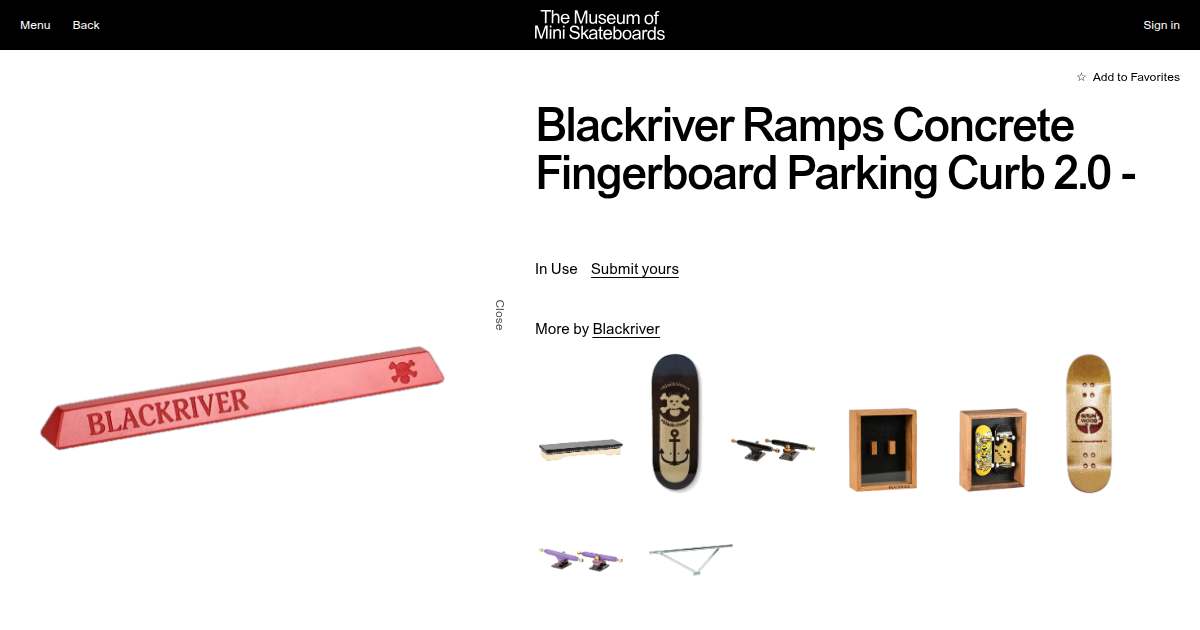 Menu
Back
The Museum of
Mini Skateboards
Sign in
☆ Add to Favorites
Blackriver Ramps Concrete
Fingerboard Parking Curb 2.0 -
In Use
Submit yours
Close
More by Blackriver
BLACKRIVER